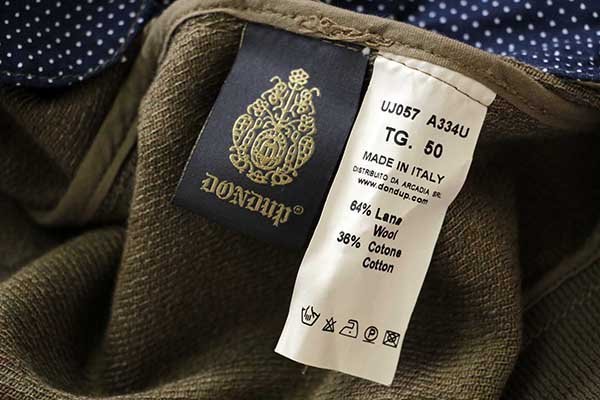 DONDUP
UJ057 A334U
TG. 50
MADE IN ITALY
DISTRIBUITO DA ARCADIA SRL
www.dondup.com
64% Lana
Wool
36% Cotone
Cotton